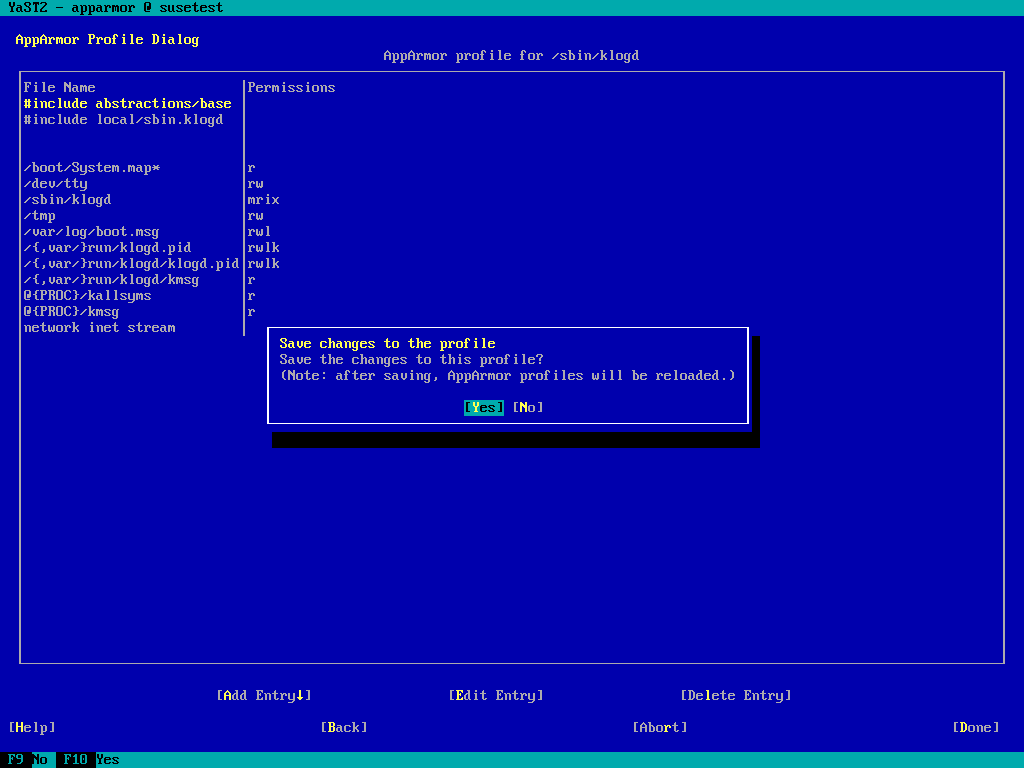 YaST2 - apparmor @ susetest
AppArmor Profile Dialog
AppArmor profile for /sbin/klogd
File Name Permissions
#include abstractions/base
#include local/sbin.klogd
/boot/System.map* r
/dev/tty rw
/sbin/klogd mrix
/tmp rw
/var/log/boot.msg rwl
/{,var/}run/klogd.pid rwlk
/{,var/}run/klogd/klogd.pid rwlk
/{,var/}run/klogd/kmsg r
@{PROC}/kallsyms r
@{PROC}/kmsg r
network inet stream
Save changes to the profile
Save the changes to this profile?
(Note: after saving, AppArmor profiles will be reloaded.)
[Yes] [No]
[Add Entry↓] [Edit Entry] [Delete Entry]
[Help] [Back] [Abort] [Done]
F9 No F10 Yes